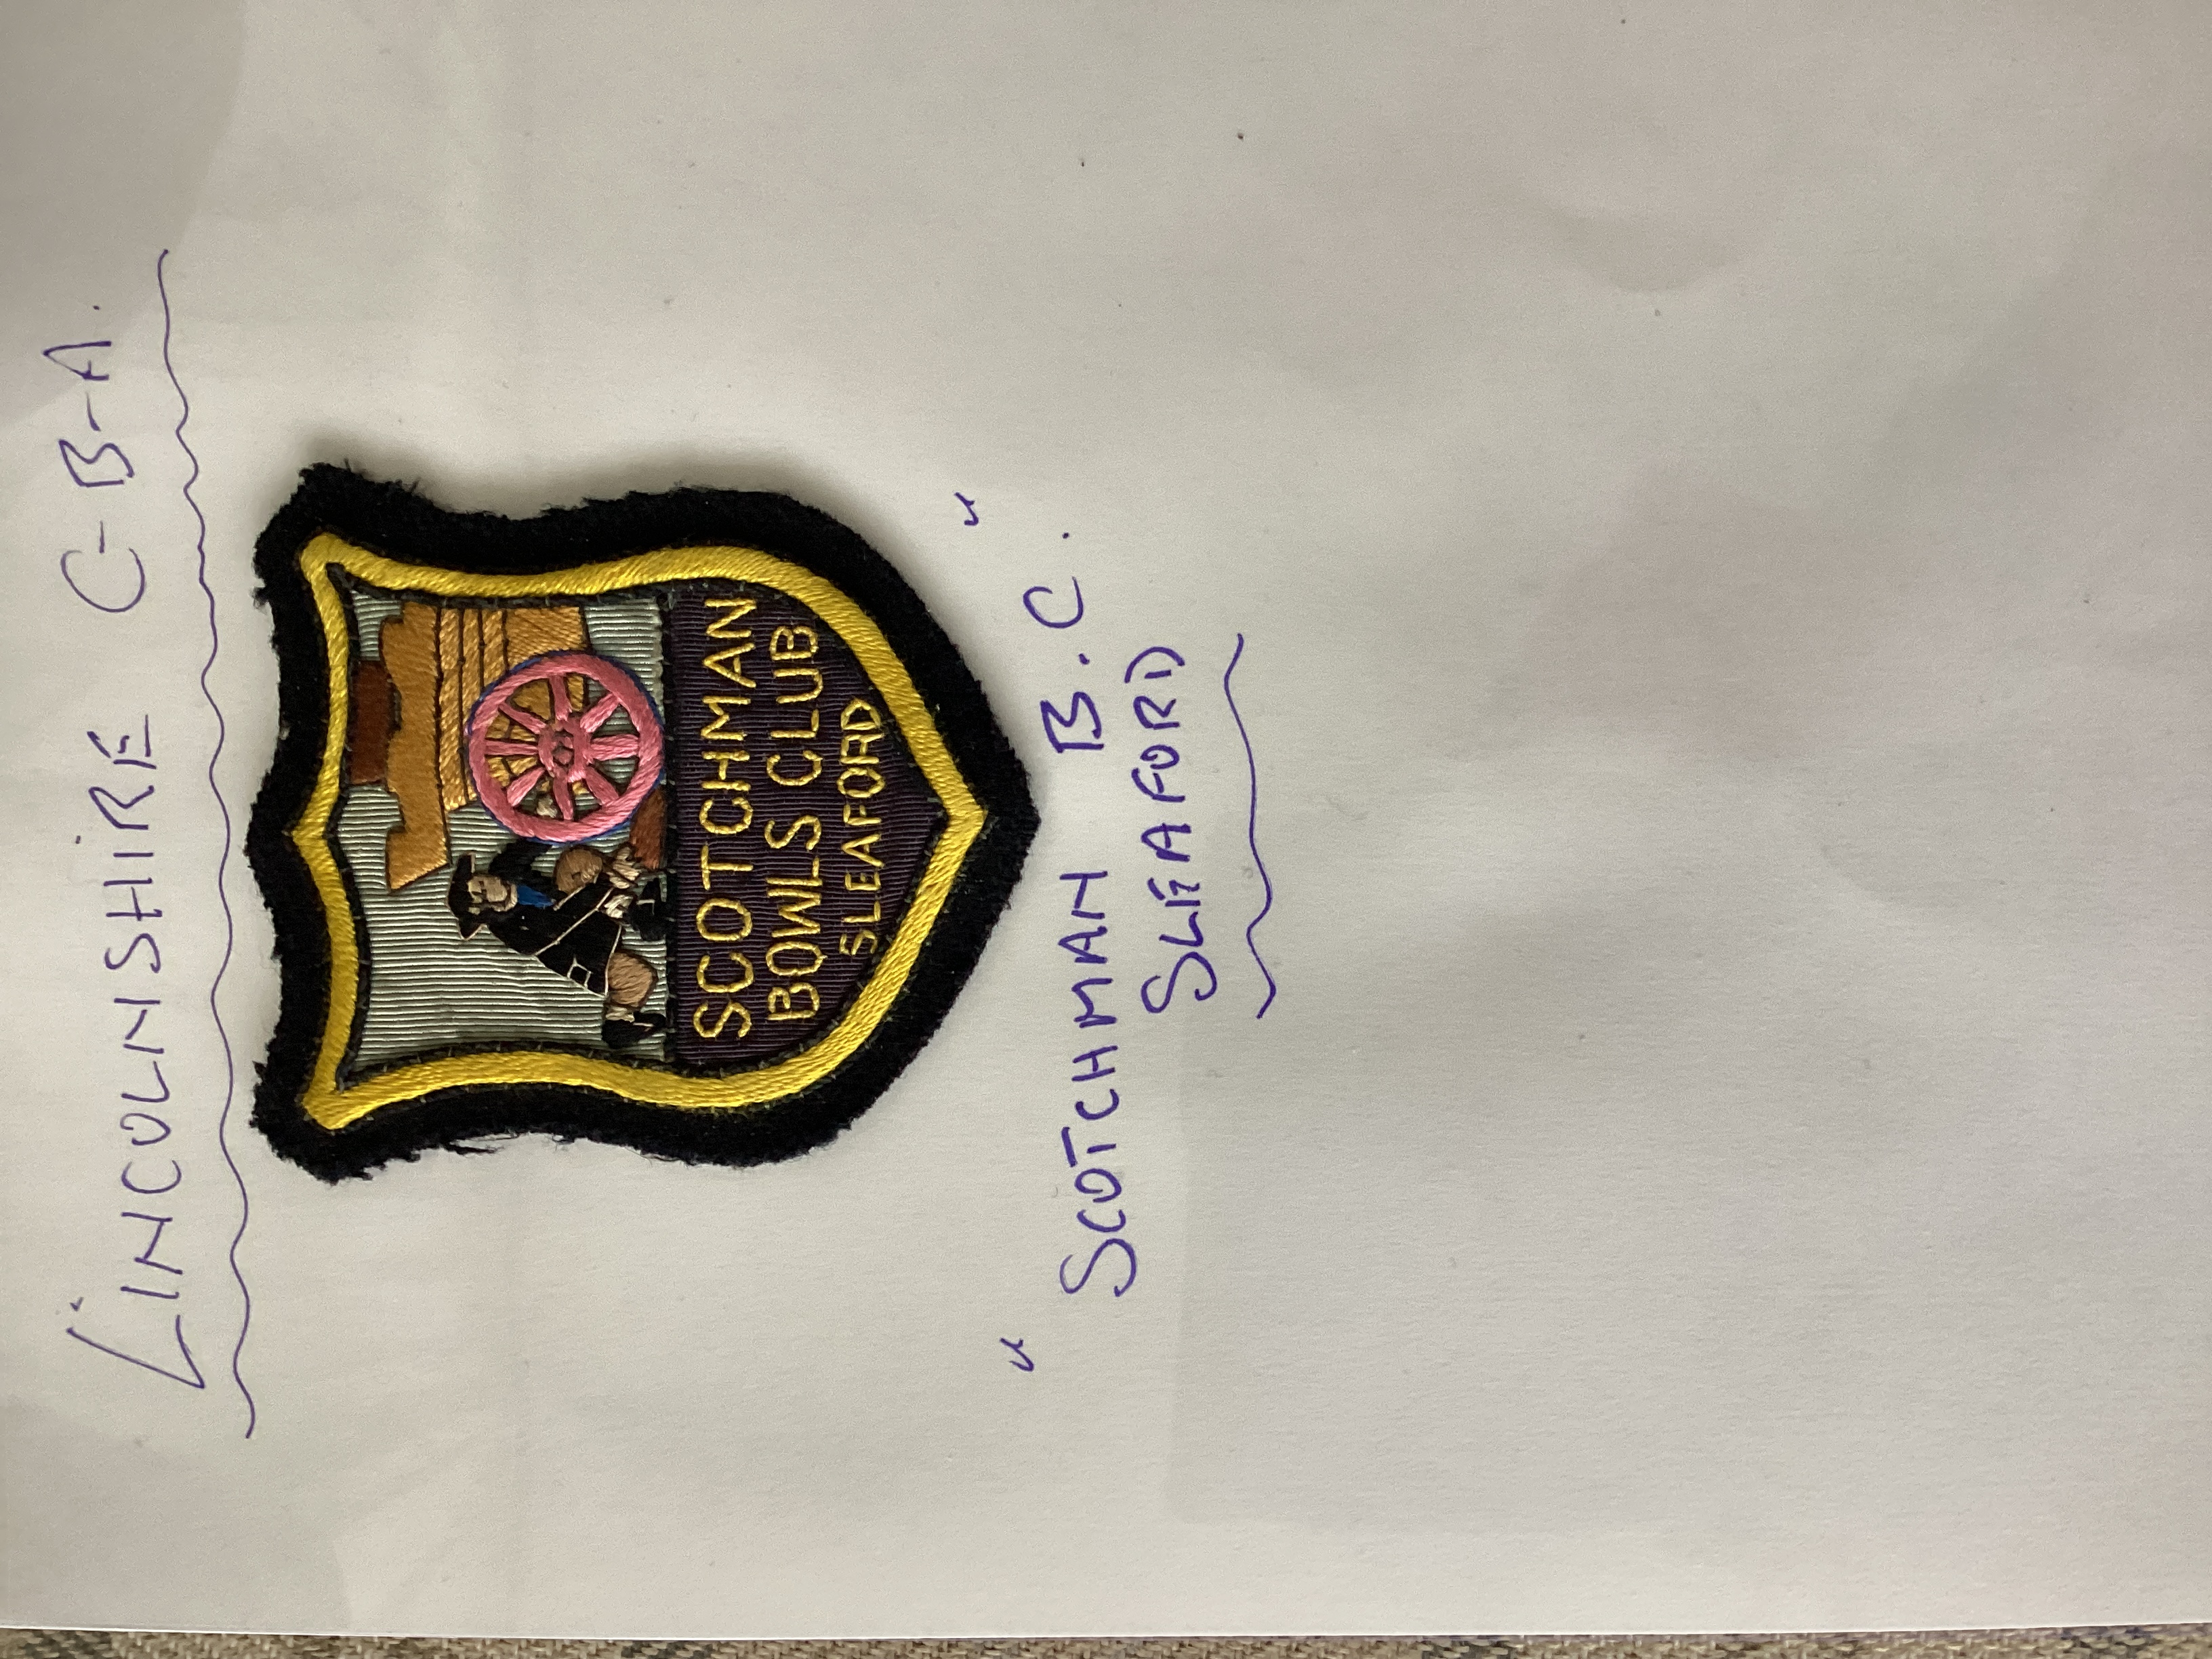 LINCOLNSHIRE C-B-A.
SCOTCHMAN
BOWLS CLUB
SLEAFORD
" SCOTCHMAN B.C. "
SLEAFORD